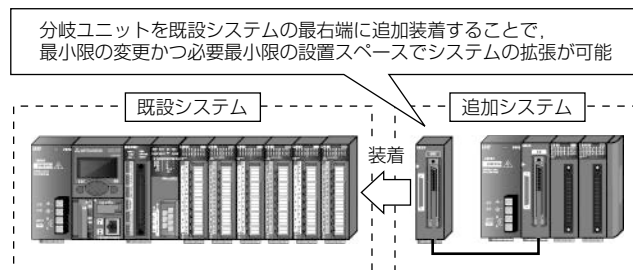 分岐ユニットを既設システムの最右端に追加装着することで,
最小限の変更かつ必要最小限の設置スペースでシステムの拡張が可能
既設システム
追加システム
装着